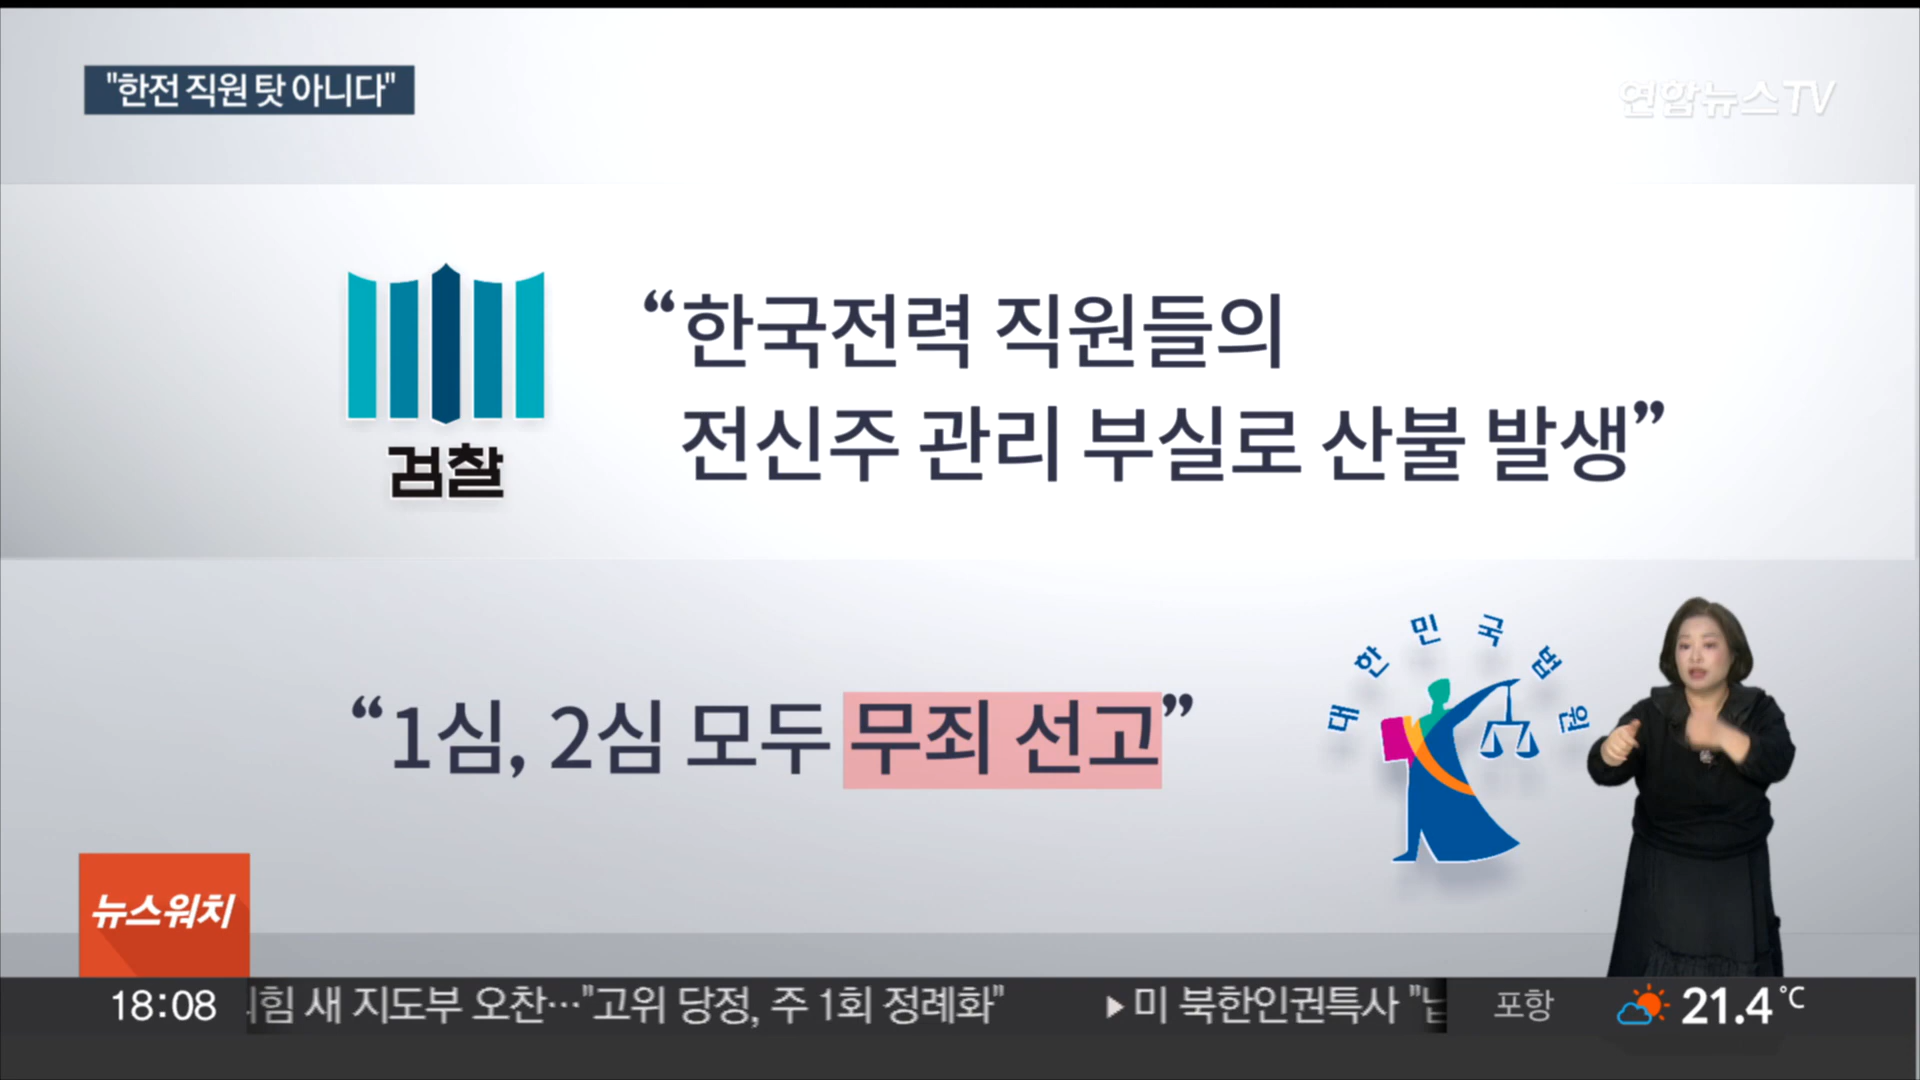 "한전 직원 탓 아니다"
연합뉴스TV
“한국전력 직원들의
전신주 관리 부실로 산불 발생”
검찰
대한민국법원
“1심, 2심 모두 무죄 선고”
뉴스워치
18:08 힘 새 지도부 오찬…"고위 당정, 주 1회 정례화" ▶미 북한인권특사 " 포항 21.4℃